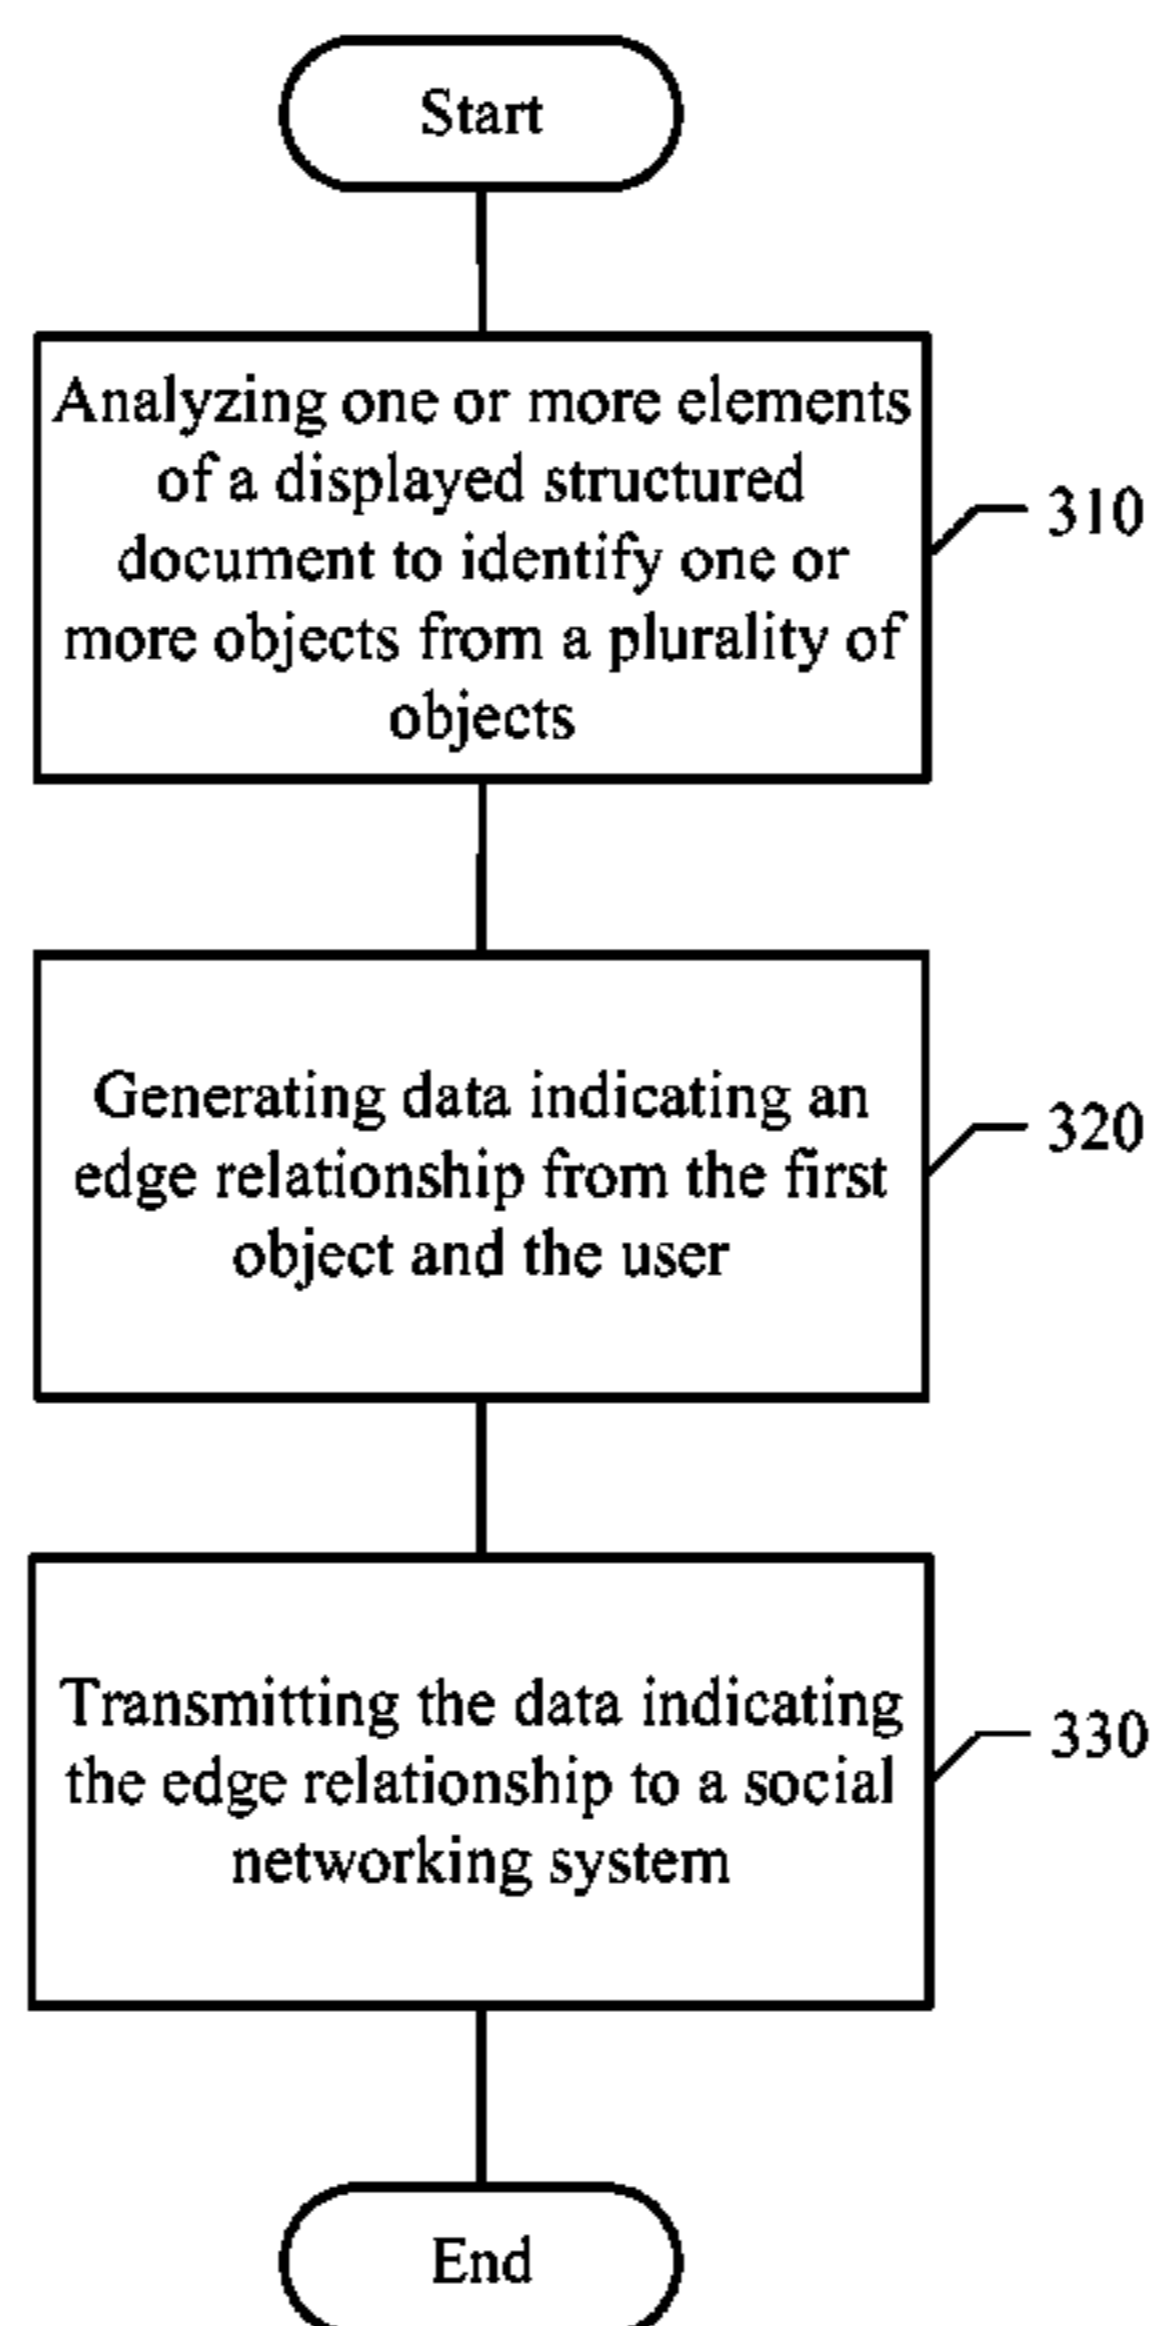 Start
Analyzing one or more elements
of a displayed structured
document to identify one or
more objects from a plurality of
objects
310
Generating data indicating an
edge relationship from the first
object and the user
320
Transmitting the data indicating
the edge relationship to a social
networking system
330
End